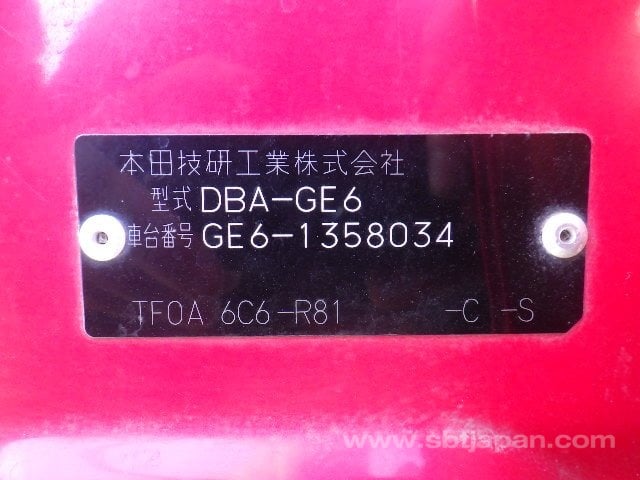 本田技研工業株式会社
型式 DBA-GE6
車台番号 GE6-1358034
TF0A 6C6-R81 -C -S
www.sbtjapan.com